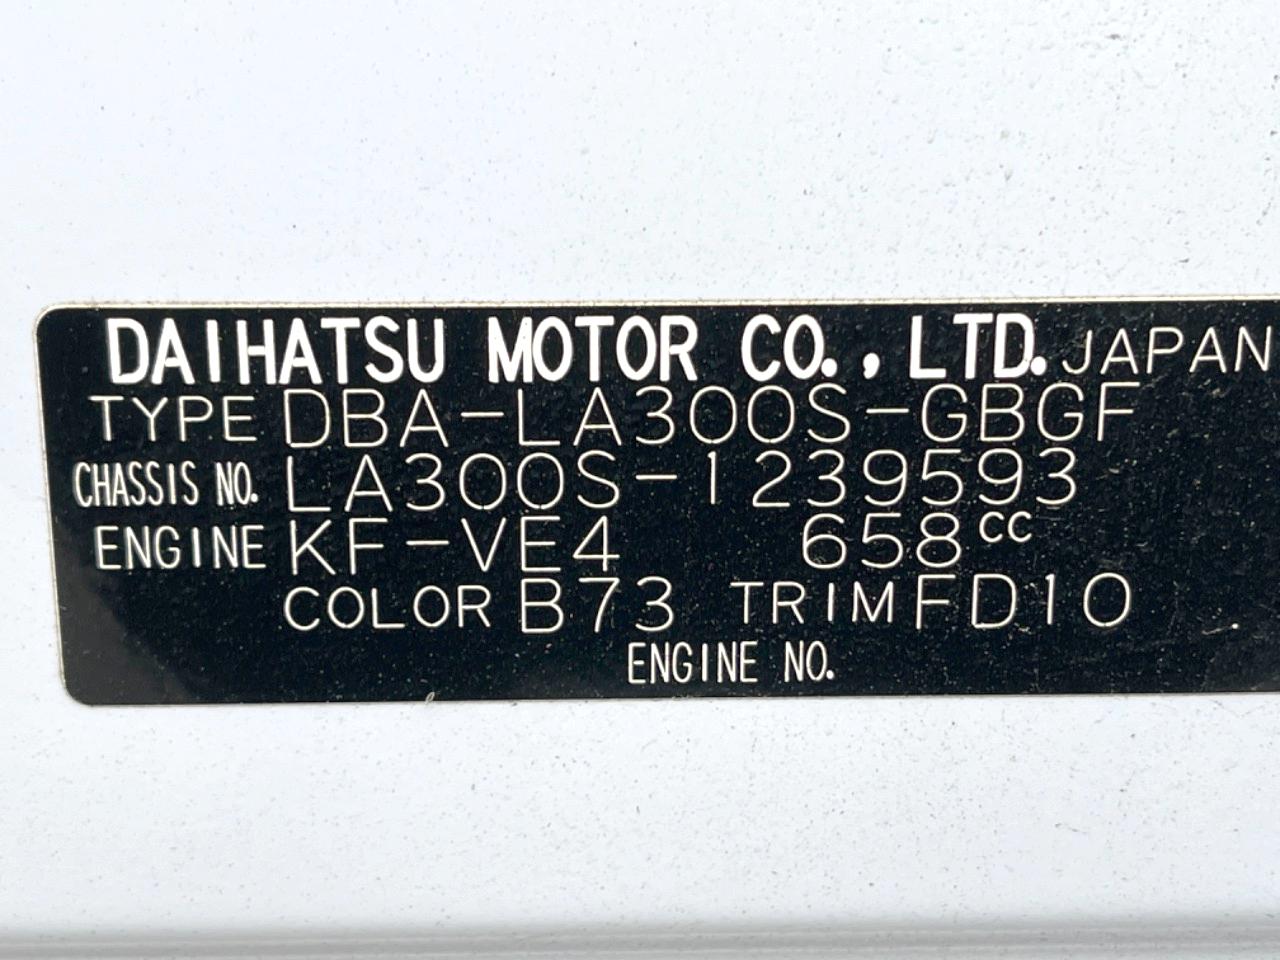 DAIHATSU MOTOR CO., LTD. JAPAN
TYPE DBA-LA300S-GBGF
CHASSIS NO. LA300S-1239593
ENGINE KF-VE4 658cc
COLOR B73 TRIM FD10
ENGINE NO.